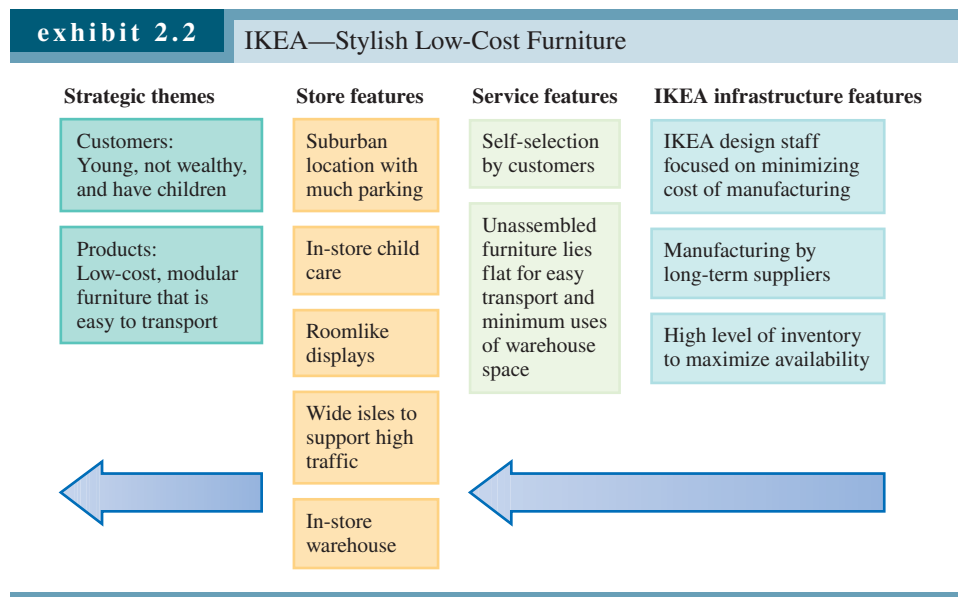 exhibit 2.2
IKEA—Stylish Low-Cost Furniture
Strategic themes
Customers:
Young, not wealthy,
and have children
Products:
Low-cost, modular
furniture that is
easy to transport
Store features
Suburban
location with
much parking
In-store child
care
Roomlike
displays
Wide isles to
support high
traffic
In-store
warehouse
Service features
Self-selection
by customers
Unassembled
furniture lies
flat for easy
transport and
minimum uses
of warehouse
space
IKEA infrastructure features
IKEA design staff
focused on minimizing
cost of manufacturing
Manufacturing by
long-term suppliers
High level of inventory
to maximize availability